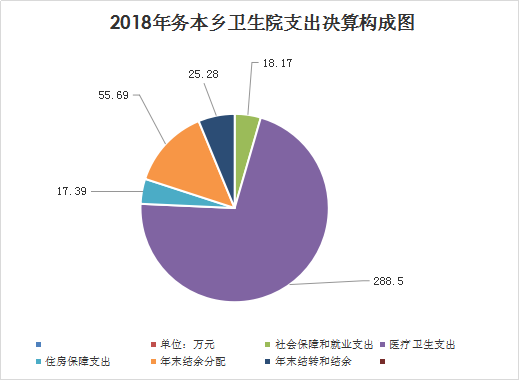 2018年务本乡卫生院支出决算构成图
18.17
25.28
55.69
17.39
288.5
单位：万元 社会保障和就业支出 医疗卫生支出
住房保障支出 年末结余分配 年末结转和结余